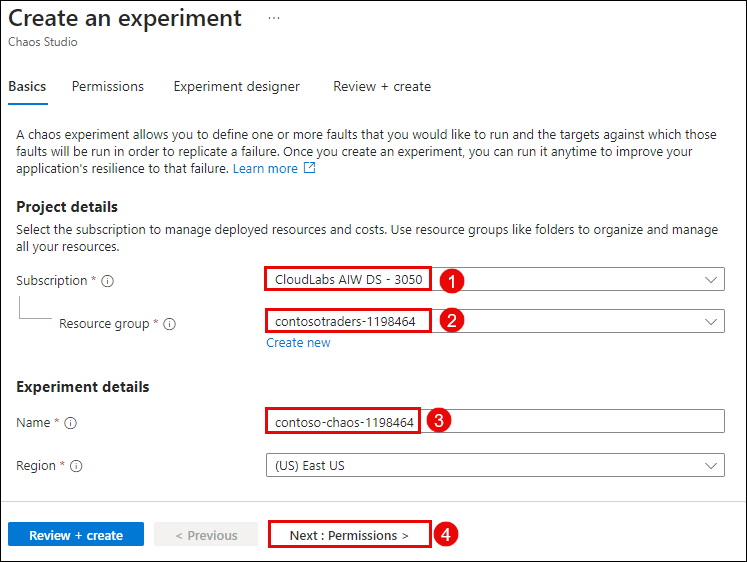 Create an experiment ...
Chaos Studio
Basics Permissions Experiment designer Review + create
A chaos experiment allows you to define one or more faults that you would like to run and the targets against which those
faults will be run in order to replicate a failure. Once you create an experiment, you can run it anytime to improve your
application's resilience to that failure. Learn more
Project details
Select the subscription to manage deployed resources and costs. Use resource groups like folders to organize and manage
all your resources.
Subscription * CloudLabs AIW DS - 3050 1
Resource group * contosotraders-1198464 2
Create new
Experiment details
Name * contoso-chaos-1198464 3
Region * (US) East US
Review + create < Previous Next : Permissions > 4